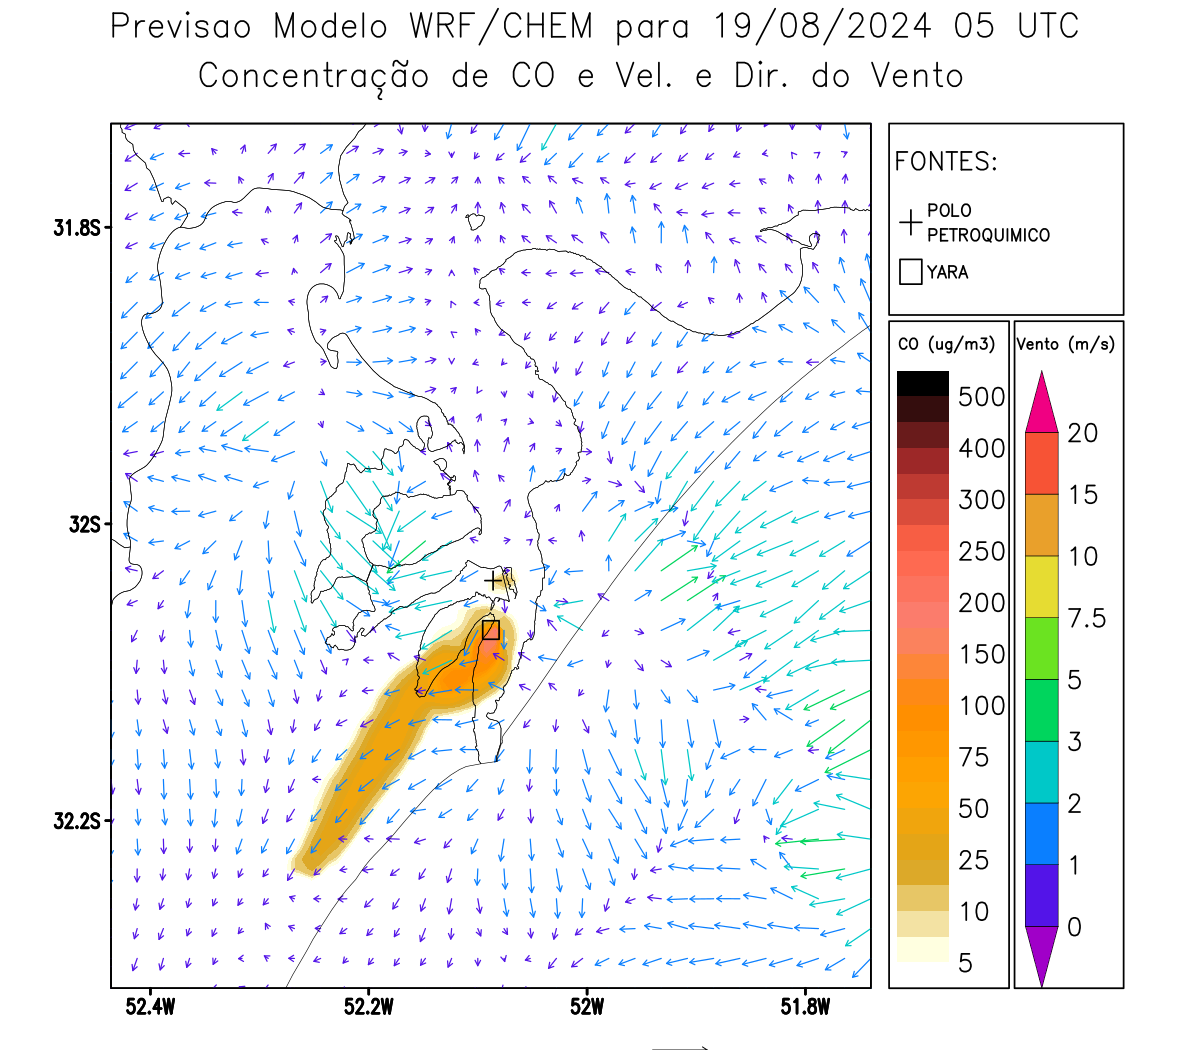 Previsao Modelo WRF/CHEM para 19/08/2024 05 UTC
Concentração de CO e Vel. e Dir. do Vento
FONTES:
POLO
PETROQUIMICO
YARA
CO (ug/m3)
500
400
300
250
200
150
100
75
50
25
10
5
Vento (m/s)
20
15
10
7.5
5
3
2
1
0
31.8S
32S
32.2S
52.4W
52.2W
52W
51.8W